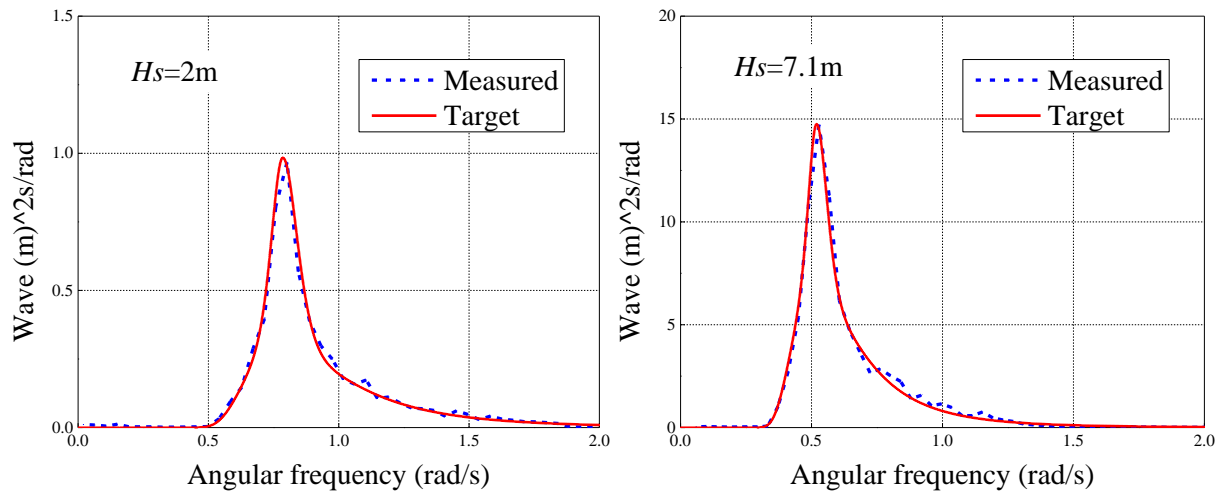 1.5
1.0
0.5
0.0
Wave (m)^2s/rad
Hs=2m
Measured
Target
0.0 0.5 1.0 1.5 2.0
Angular frequency (rad/s)
20
15
10
5
0
Wave (m)^2s/rad
Hs=7.1m
Measured
Target
0.0 0.5 1.0 1.5 2.0
Angular frequency (rad/s)